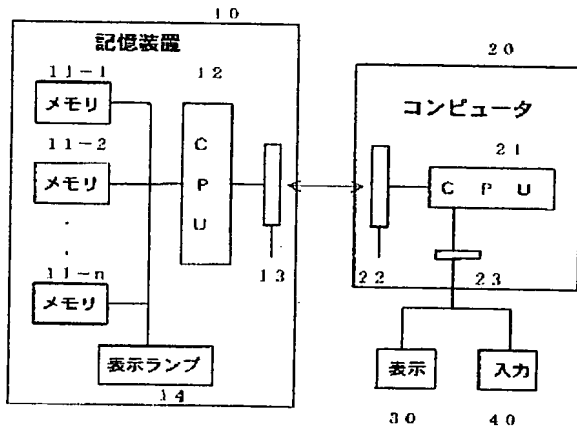 10
記憶装置
11-1
メモリ
11-2
メモリ
11-n
メモリ
12
CPU
13
表示ランプ
14
20
コンピュータ
21
CPU
22
23
表示
30
入力
40